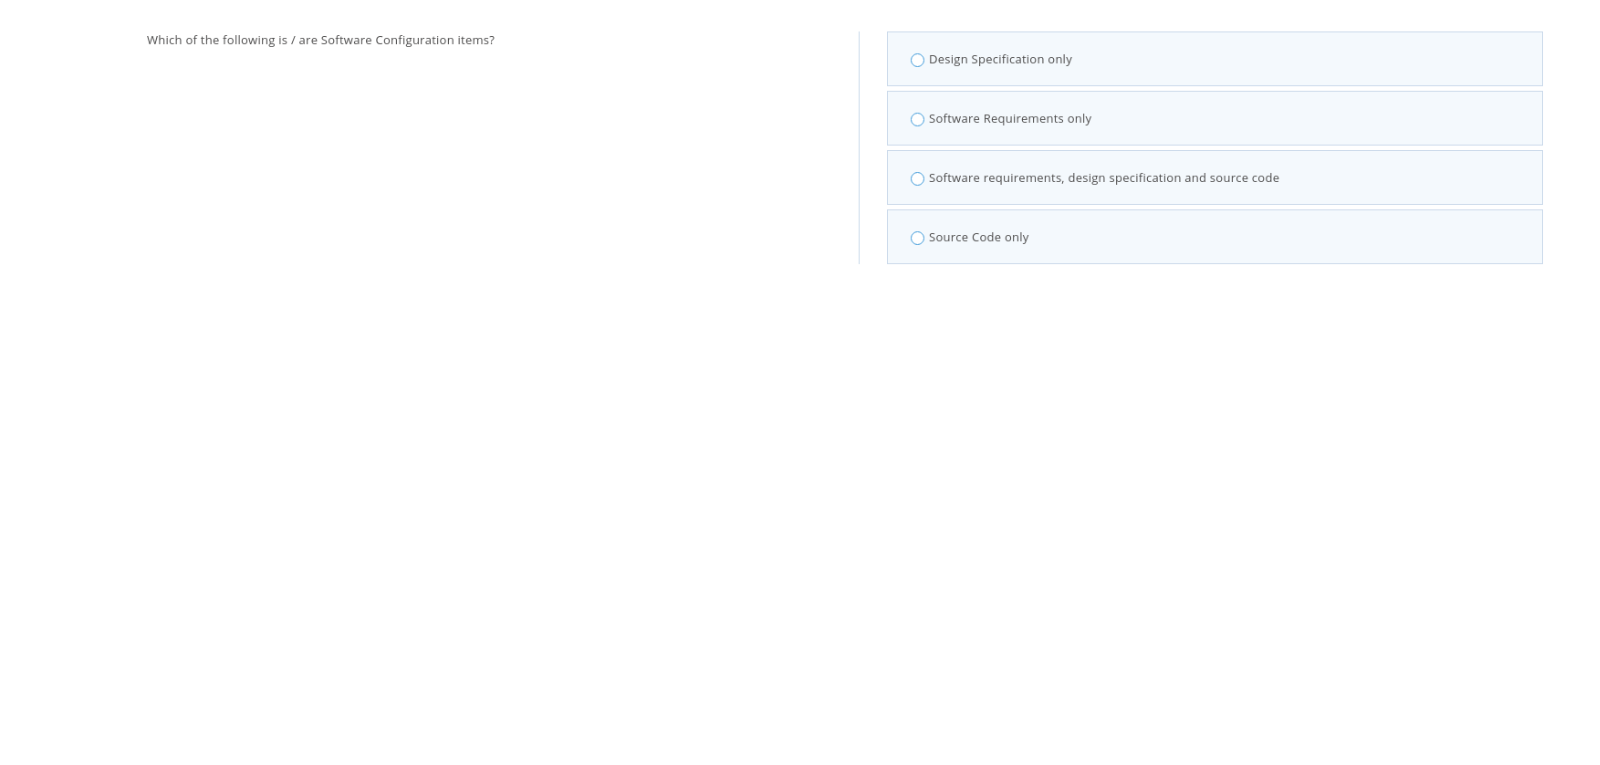 Which of the following is / are Software Configuration items?
Design Specification only
Software Requirements only
Software requirements, design specification and source code
Source Code only